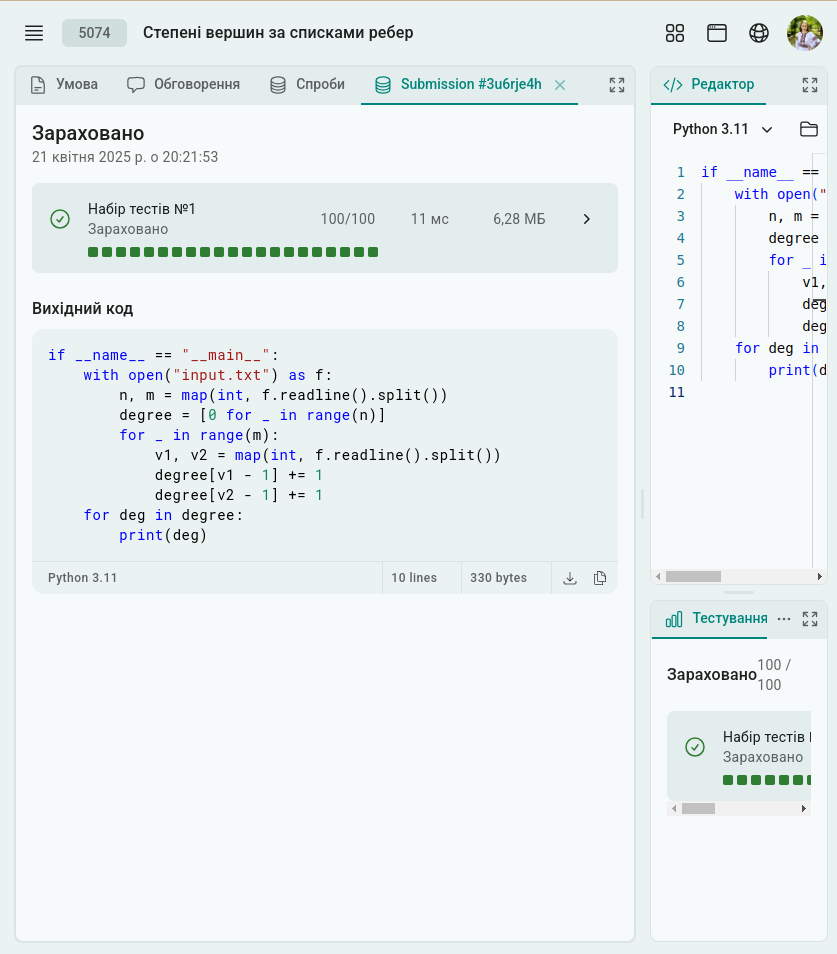 5074 Степені вершин за списками ребер
Умова Обговорення Спроби Submission #3u6rje4h
Зараховано
21 квітня 2025 р. о 20:21:53
Набір тестів №1 100/100 11 мс 6,28 МБ
Зараховано
Вихідний код
if __name__ == "__main__":
    with open("input.txt") as f:
        n, m = map(int, f.readline().split())
        degree = [0 for _ in range(n)]
        for _ in range(m):
            v1, v2 = map(int, f.readline().split())
            degree[v1 - 1] += 1
            degree[v2 - 1] += 1
    for deg in degree:
        print(deg)
Python 3.11 10 lines 330 bytes
Редактор
Python 3.11
1 if __name__ ==
2     with open("
3         n, m =
4         degree
5         for _ i
6             v1,
7             deg
8             deg
9     for deg in
10         print(d
11
Тестування
Зараховано 100 /
100
Набір тестів
Зараховано